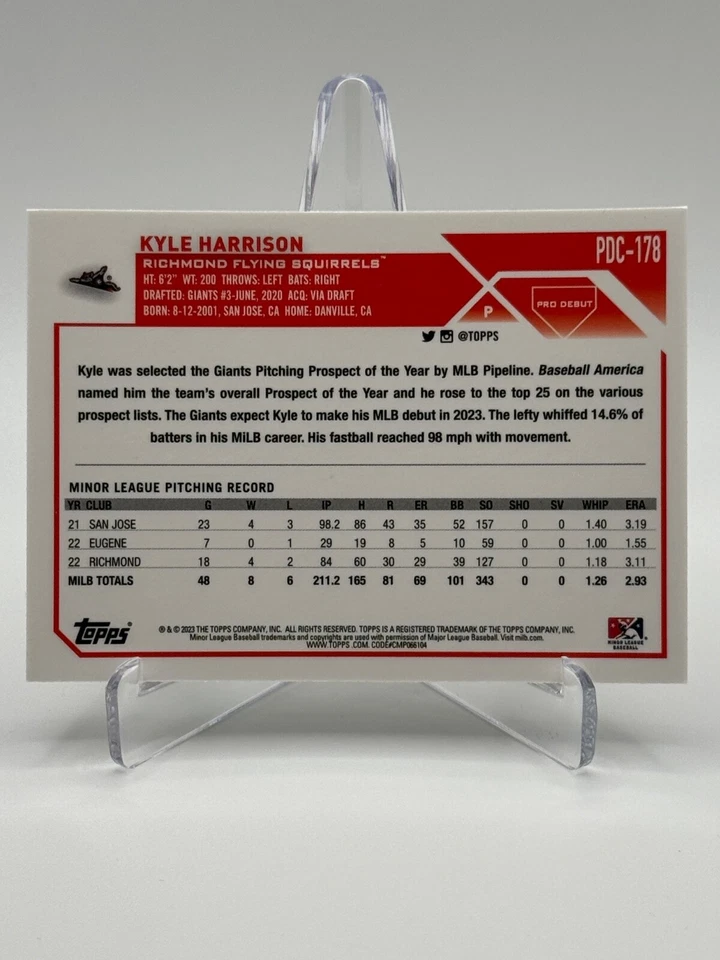 KYLE HARRISON
PDC-178
RICHMOND FLYING SQUIRRELS™
HT: 6'2" WT: 200 THROWS: LEFT BATS: RIGHT
DRAFTED: GIANTS #3-JUNE, 2020 ACQ: VIA DRAFT
BORN: 8-12-2001, SAN JOSE, CA HOME: DANVILLE, CA
P
PRO DEBUT
@TOPPS
Kyle was selected the Giants Pitching Prospect of the Year by MLB Pipeline. Baseball America
named him the team's overall Prospect of the Year and he rose to the top 25 on the various
prospect lists. The Giants expect Kyle to make his MLB debut in 2023. The lefty whiffed 14.6% of
batters in his MiLB career. His fastball reached 98 mph with movement.
MINOR LEAGUE PITCHING RECORD
YR CLUB G W L IP H R ER BB SO SHO SV WHIP ERA
21 SAN JOSE 23 4 3 98.2 86 43 35 52 157 0 0 1.40 3.19
22 EUGENE 7 0 1 29 19 8 5 10 59 0 0 1.00 1.55
22 RICHMOND 18 4 2 84 60 30 29 39 127 0 0 1.18 3.11
MILB TOTALS 48 8 6 211.2 165 81 69 101 343 0 0 1.26 2.93
Topps®
® & © 2023 THE TOPPS COMPANY, INC. ALL RIGHTS RESERVED. TOPPS IS A REGISTERED TRADEMARK OF THE TOPPS COMPANY, INC.
Minor League Baseball trademarks and copyrights are used with permission of Major League Baseball. Visit milb.com.
WWW.TOPPS.COM. CODE#CMP066104
MINOR LEAGUE
BASEBALL